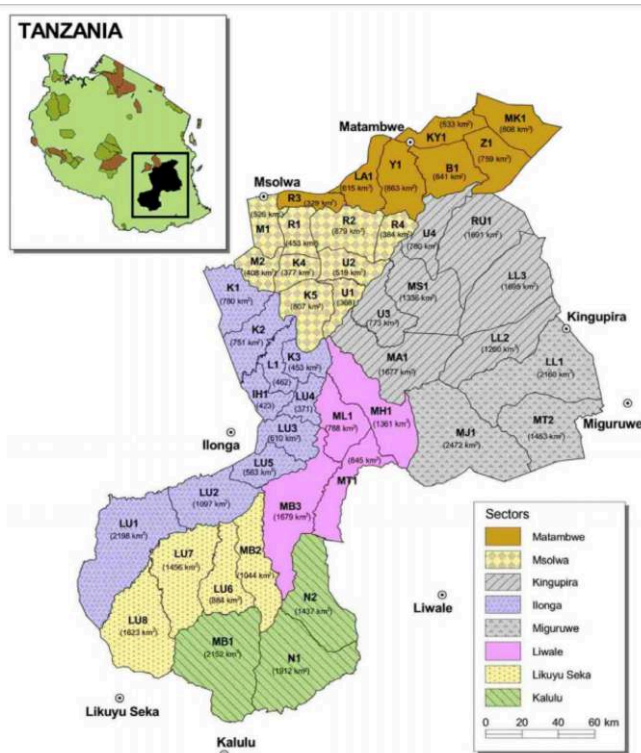 TANZANIA
Matambwe
(533 km²)
MK1
(808 km²)
KY1
Z1
(759 km²)
Y1
(863 km²)
B1
(841 km²)
LA1
(615 km²)
Msolwa
R3
(329 km²)
M1
R1
(453 km²)
R2
(879 km²)
R4
(384 km²)
U4
(780 km²)
RU1
(1691 km²)
M2
(408 km²)
K4
(377 km²)
U2
(519 km²)
K1
(780 km²)
K5
(807 km²)
U1
(368)
MS1
(1336 km²)
LL3
(1695 km²)
K2
(751 km²)
U3
(773 km²)
Kingupira
K3
(453 km²)
L1
(462)
MA1
(1677 km²)
LL2
(1260 km²)
LL1
(2160 km²)
IH1
(423)
LU4
(371)
ML1
(788 km²)
MH1
(1361 km²)
Miguruwe
MT2
(1453 km²)
Ilonga
LU3
(510 km²)
MJ1
(2472 km²)
LU5
(563 km²)
(845 km²)
MT1
LU2
(1097 km²)
MB3
(1679 km²)
LU1
(2198 km²)
LU7
(1456 km²)
MB2
(1044 km²)
LU6
(884 km²)
N2
(1437 km²)
Liwale
LU8
(1623 km²)
MB1
(2152 km²)
N1
(1912 km²)
Likuyu Seka
Kalulu
Sectors
Matambwe
Msolwa
Kingupira
Ilonga
Miguruwe
Liwale
Likuyu Seka
Kalulu
0 20 40 60 km